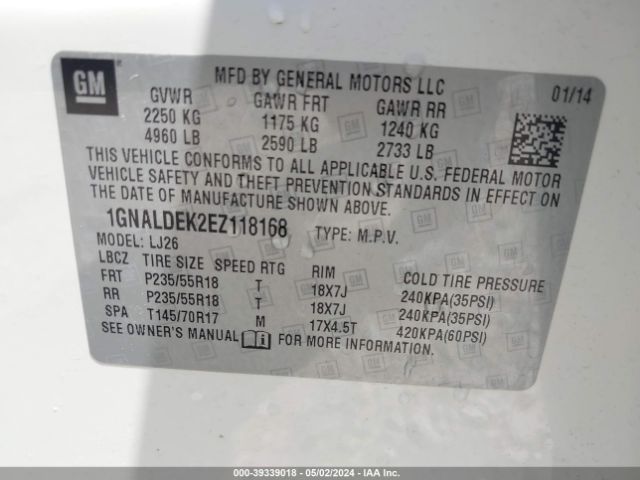 GM
MFD BY GENERAL MOTORS LLC
01/14
GVWR GAWR FRT GAWR RR
2250 KG 1175 KG 1240 KG
4960 LB 2590 LB 2733 LB
THIS VEHICLE CONFORMS TO ALL APPLICABLE U.S. FEDERAL MOTOR
VEHICLE SAFETY AND THEFT PREVENTION STANDARDS IN EFFECT ON
THE DATE OF MANUFACTURE SHOWN ABOVE.
1GNALDEK2EZ118168 TYPE: M.P.V.
MODEL: LJ26
LBCZ TIRE SIZE SPEED RTG RIM COLD TIRE PRESSURE
FRT P235/55R18 T 18X7J 240KPA(35PSI)
RR P235/55R18 T 18X7J 240KPA(35PSI)
SPA T145/70R17 M 17X4.5T 420KPA(60PSI)
SEE OWNER'S MANUAL FOR MORE INFORMATION.
000-39339018 - 05/02/2024 - IAA Inc.